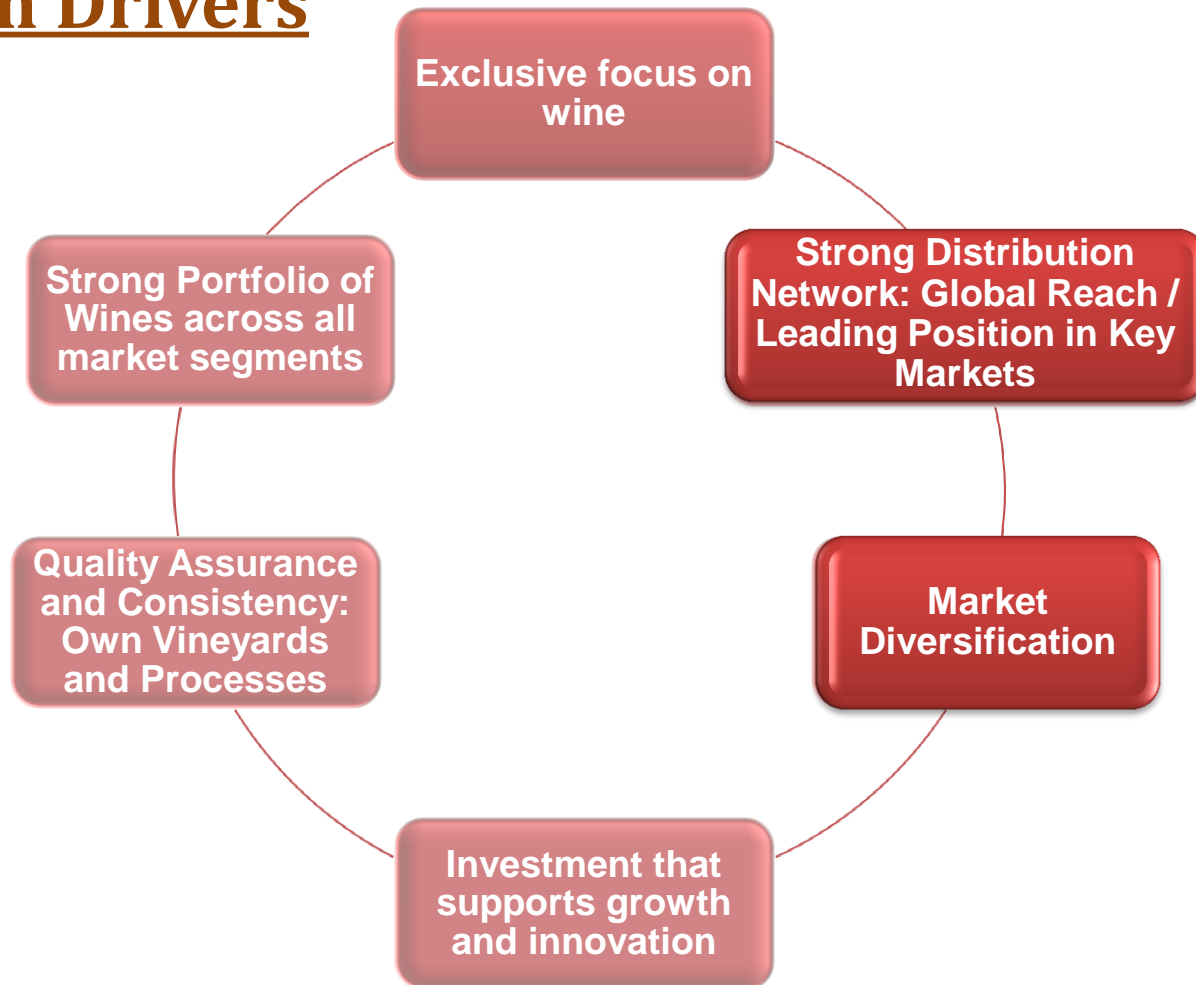 n Drivers
Exclusive focus on
wine
Strong Distribution
Network: Global Reach /
Leading Position in Key
Markets
Market
Diversification
Investment that
supports growth
and innovation
Quality Assurance
and Consistency:
Own Vineyards
and Processes
Strong Portfolio of
Wines across all
market segments